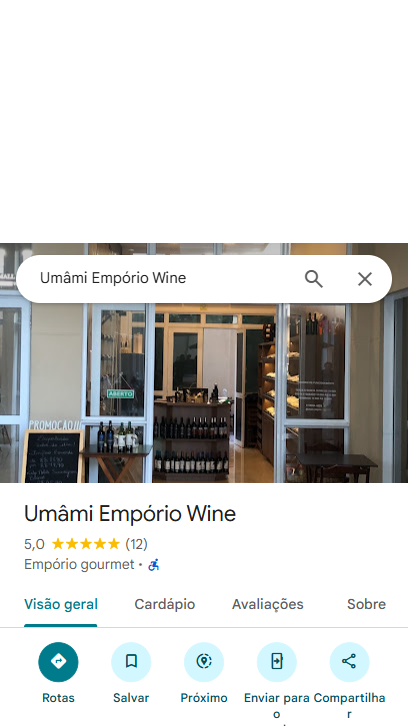 Umâmi Empório Wine
ABERTO
PROMOÇÃO
Umâmi Empório Wine
5,0 ★★★★★ (12)
Empório gourmet ·
Visão geral Cardápio Avaliações Sobre
Rotas Salvar Próximo Enviar para o Compartilhar